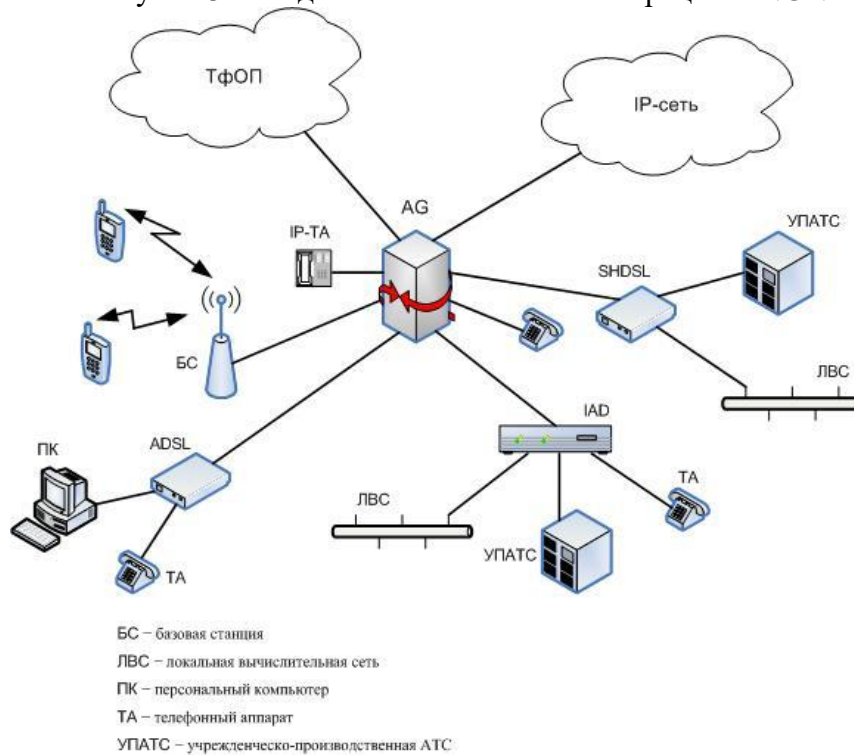 ТфОП
IP-сеть
AG
IP-ТА
УПАТС
SHDSL
БС
ЛВС
IAD
ADSL
ПК
ТА
ЛВС
УПАТС
ТА
БС – базовая станция
ЛВС – локальная вычислительная сеть
ПК – персональный компьютер
ТА – телефонный аппарат
УПАТС – учрежденческо-производственная АТС